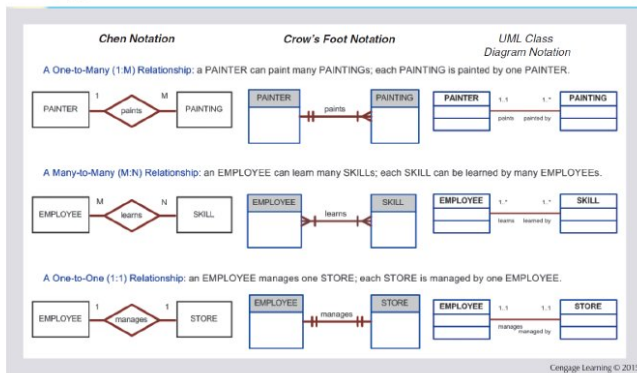 Chen Notation
Crow's Foot Notation
UML Class
Diagram Notation
A One-to-Many (1:M) Relationship: a PAINTER can paint many PAINTINGs; each PAINTING is painted by one PAINTER.
PAINTER 1 paints M PAINTING
PAINTER paints PAINTING
PAINTER 1..1 1..* PAINTING
paints painted by
A Many-to-Many (M:N) Relationship: an EMPLOYEE can learn many SKILLs; each SKILL can be learned by many EMPLOYEEs.
EMPLOYEE M learns N SKILL
EMPLOYEE learns SKILL
EMPLOYEE 1..* 1..* SKILL
learns learned by
A One-to-One (1:1) Relationship: an EMPLOYEE manages one STORE; each STORE is managed by one EMPLOYEE.
EMPLOYEE 1 manages 1 STORE
EMPLOYEE manages STORE
EMPLOYEE 1..1 1..1 STORE
manages
managed by
Cengage Learning © 2015